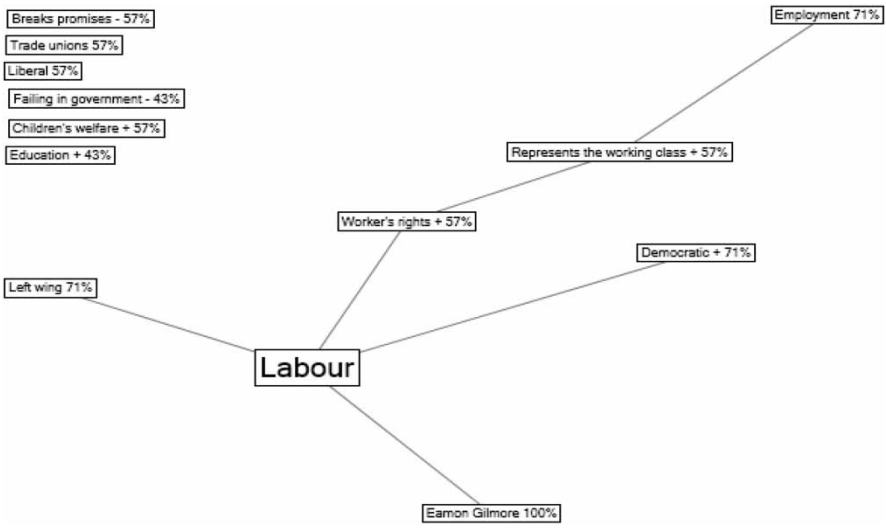 Breaks promises - 57%
Employment 71%
Trade unions 57%
Liberal 57%
Failing in government - 43%
Children's welfare + 57%
Education + 43%
Represents the working class + 57%
Worker's rights + 57%
Democratic + 71%
Left wing 71%
Labour
Eamon Gilmore 100%